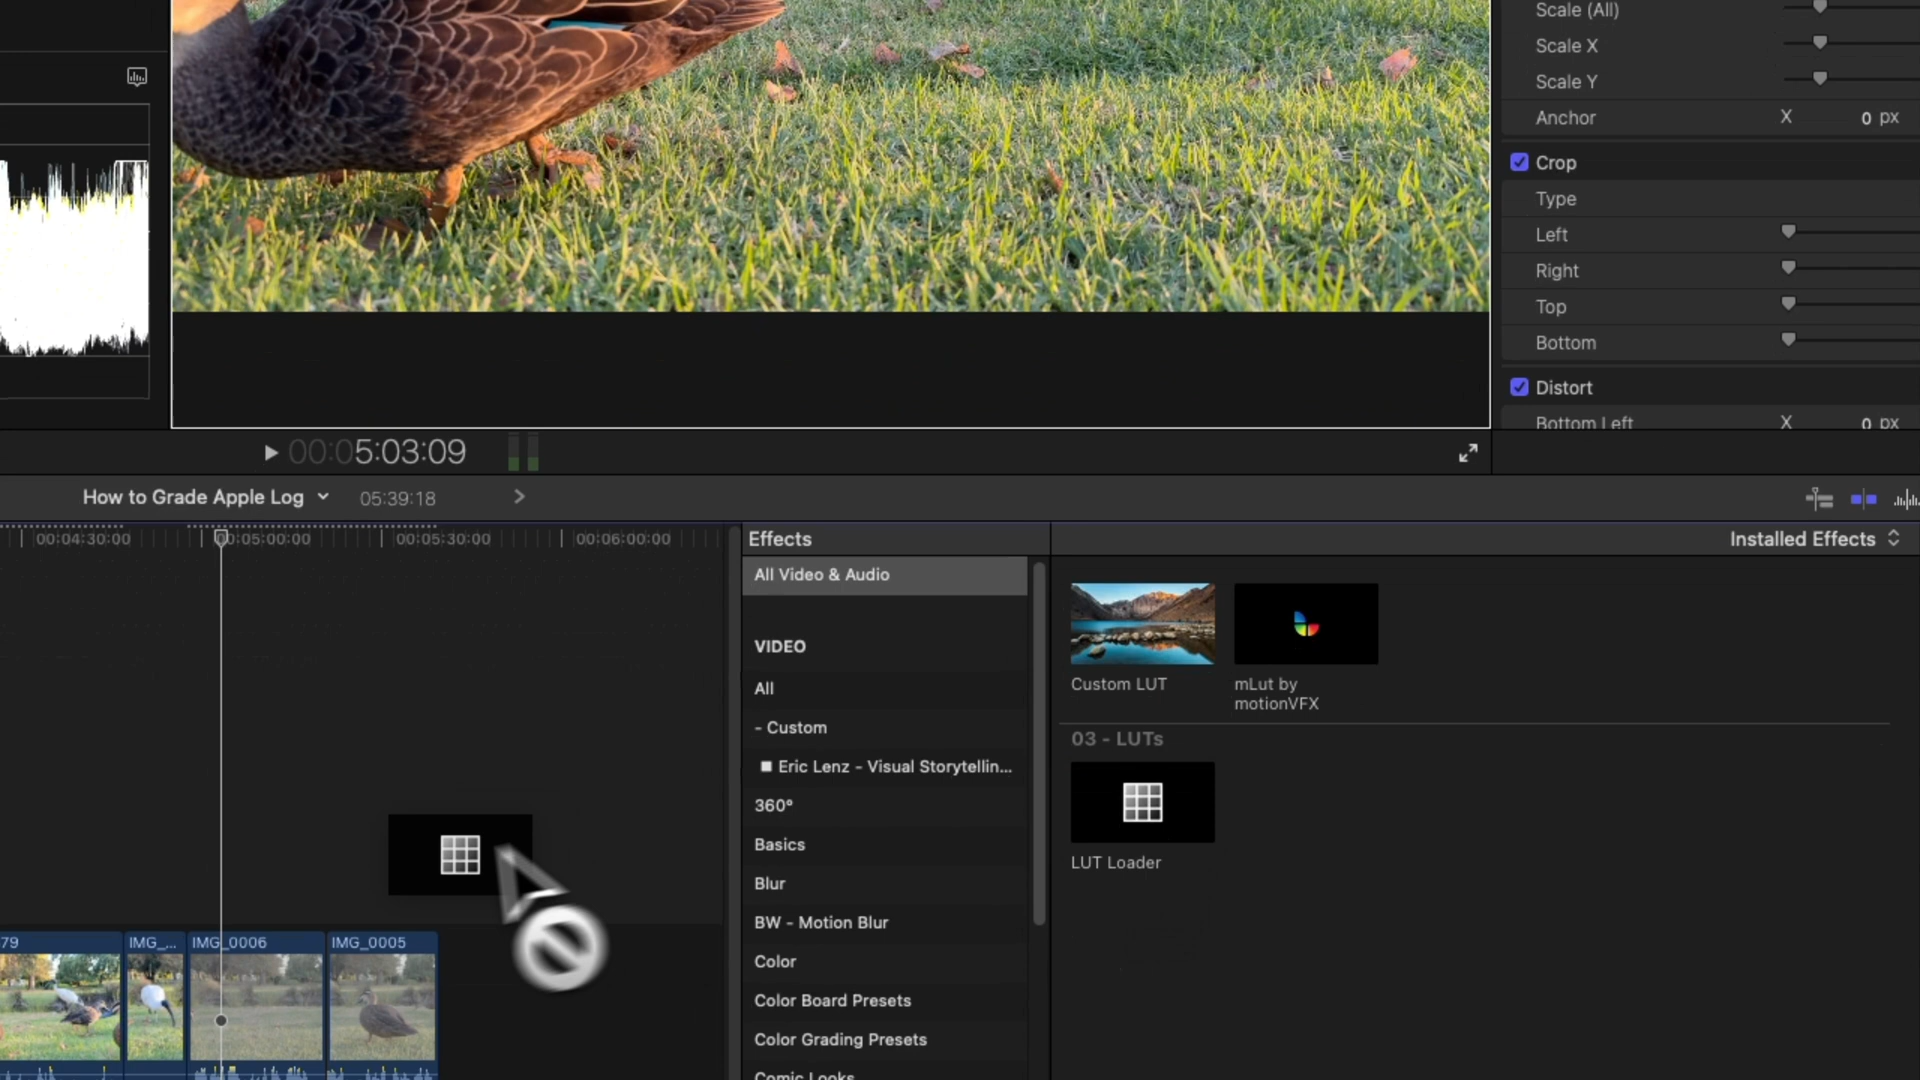 Scale (All)
Scale X
Scale Y
Anchor X 0 px
Crop
Type
Left
Right
Top
Bottom
Distort
Bottom Left X 0 px
00:05:03:09
How to Grade Apple Log 05:39:18
00:04:30:00 00:05:00:00 00:05:30:00 00:06:00:00
Effects
Installed Effects
All Video & Audio
VIDEO
All
- Custom
Eric Lenz - Visual Storytellin...
360°
Basics
Blur
BW - Motion Blur
Color
Color Board Presets
Color Grading Presets
Comic Looks
Custom LUT
mLut by
motionVFX
03 - LUTs
LUT Loader
79 IMG_... IMG_0006 IMG_0005